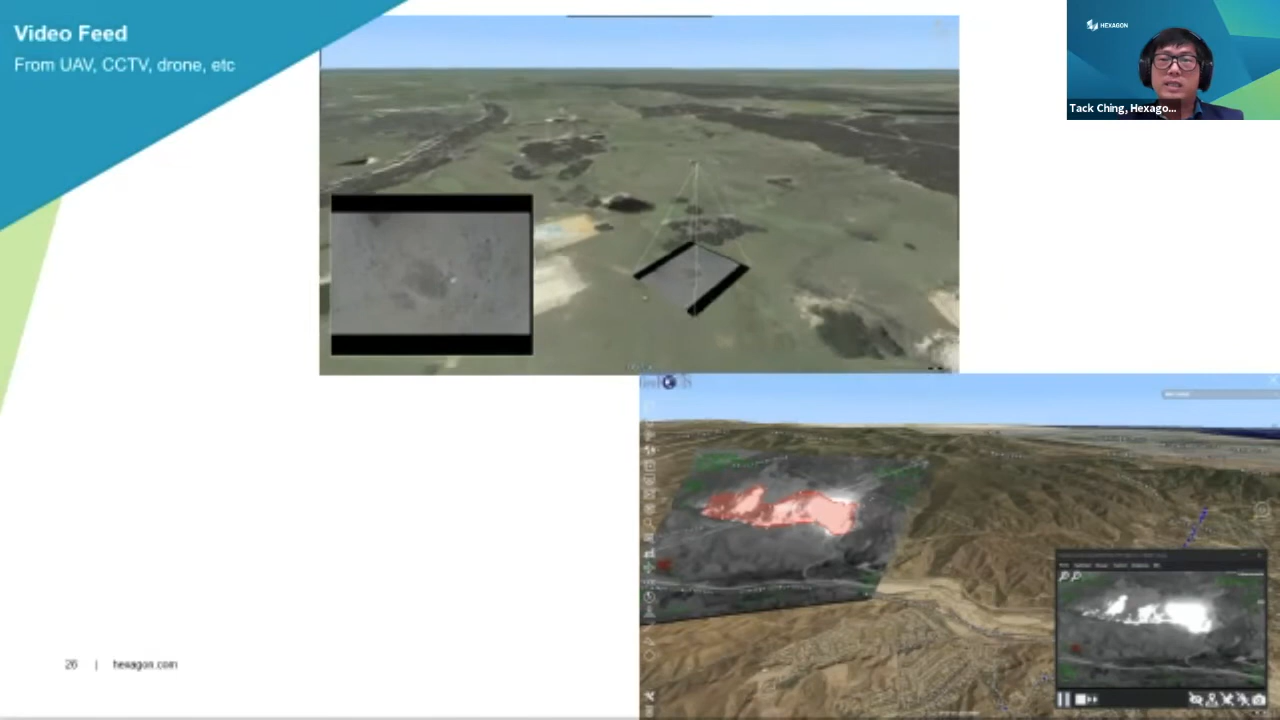 Video Feed
From UAV, CCTV, drone, etc
HEXAGON
Tack Ching, Hexago...
26 | hexagon.com